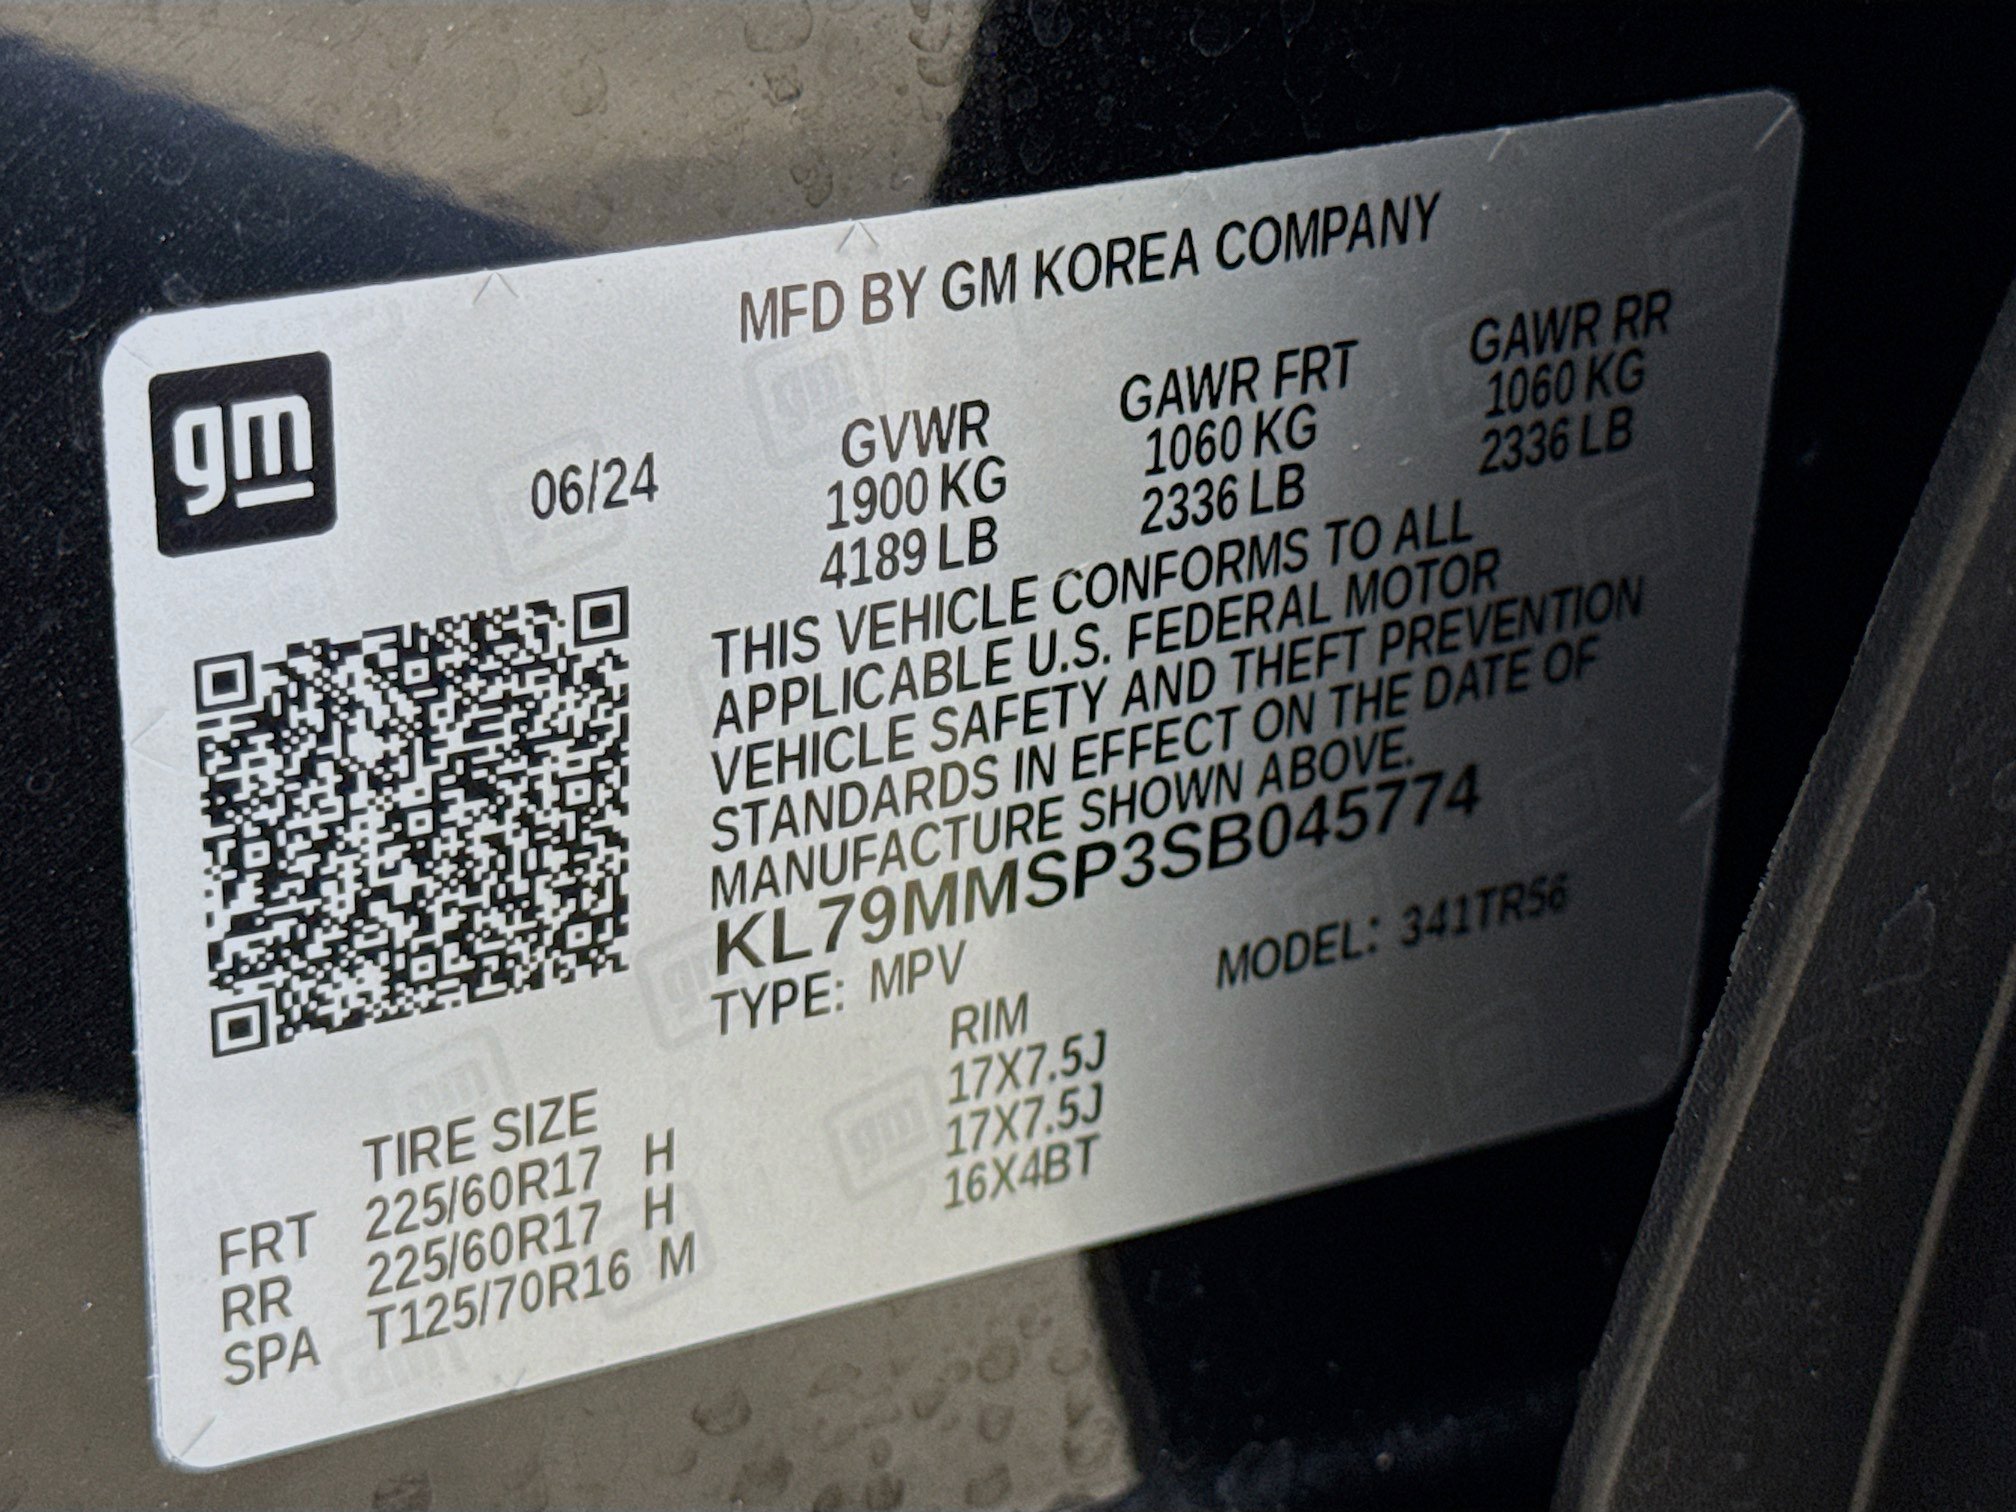 MFD BY GM KOREA COMPANY
gm
06/24
GVWR GAWR FRT GAWR RR
1900 KG 1060 KG 1060 KG
4189 LB 2336 LB 2336 LB
THIS VEHICLE CONFORMS TO ALL
APPLICABLE U.S. FEDERAL MOTOR
VEHICLE SAFETY AND THEFT PREVENTION
STANDARDS IN EFFECT ON THE DATE OF
MANUFACTURE SHOWN ABOVE.
KL79MMSP3SB045774
TYPE: MPV MODEL: 341TR56
TIRE SIZE RIM
FRT 225/60R17 H 17X7.5J
RR 225/60R17 H 17X7.5J
SPA T125/70R16 M 16X4BT